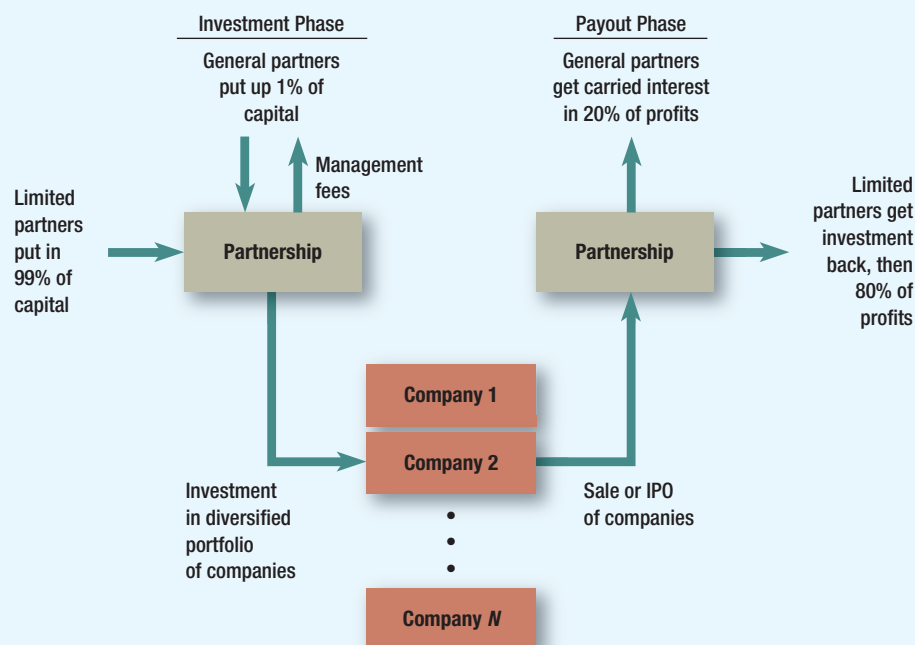 Investment Phase
General partners
put up 1% of
capital
Management
fees
Limited
partners
put in
99% of
capital
Partnership
Investment
in diversified
portfolio
of companies
Company 1
Company 2
Company N
Sale or IPO
of companies
Payout Phase
General partners
get carried interest
in 20% of profits
Partnership
Limited
partners get
investment
back, then
80% of
profits